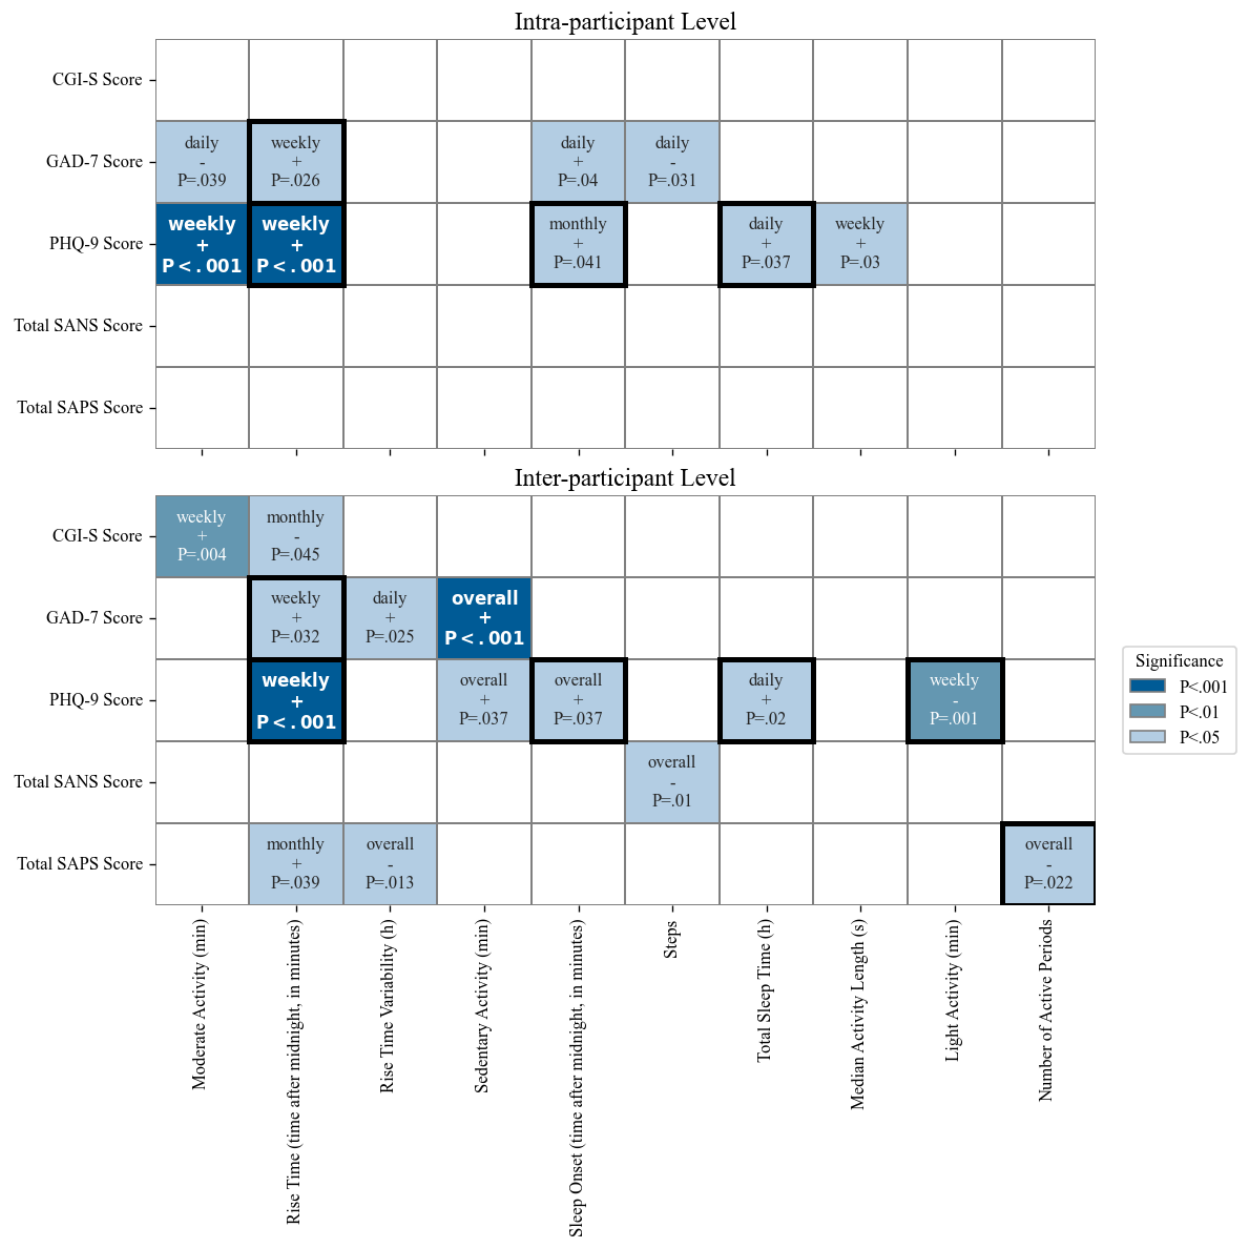 Intra-participant Level
CGI-S Score
GAD-7 Score
daily
-
P=.039
weekly
+
P=.026
daily
+
P=.04
daily
-
P=.031
PHQ-9 Score
weekly
+
P<.001
weekly
+
P<.001
monthly
+
P=.041
daily
+
P=.037
weekly
+
P=.03
Total SANS Score
Total SAPS Score
Inter-participant Level
CGI-S Score
weekly
+
P=.004
monthly
-
P=.045
GAD-7 Score
weekly
+
P=.032
daily
+
P=.025
overall
+
P<.001
PHQ-9 Score
weekly
+
P<.001
overall
+
P=.037
overall
+
P=.037
daily
+
P=.02
weekly
-
P=.001
Total SANS Score
overall
-
P=.01
Total SAPS Score
monthly
+
P=.039
overall
-
P=.013
overall
-
P=.022
Significance
P<.001
P<.01
P<.05
Moderate Activity (min)
Rise Time (time after midnight, in minutes)
Rise Time Variability (h)
Sedentary Activity (min)
Sleep Onset (time after midnight, in minutes)
Steps
Total Sleep Time (h)
Median Activity Length (s)
Light Activity (min)
Number of Active Periods